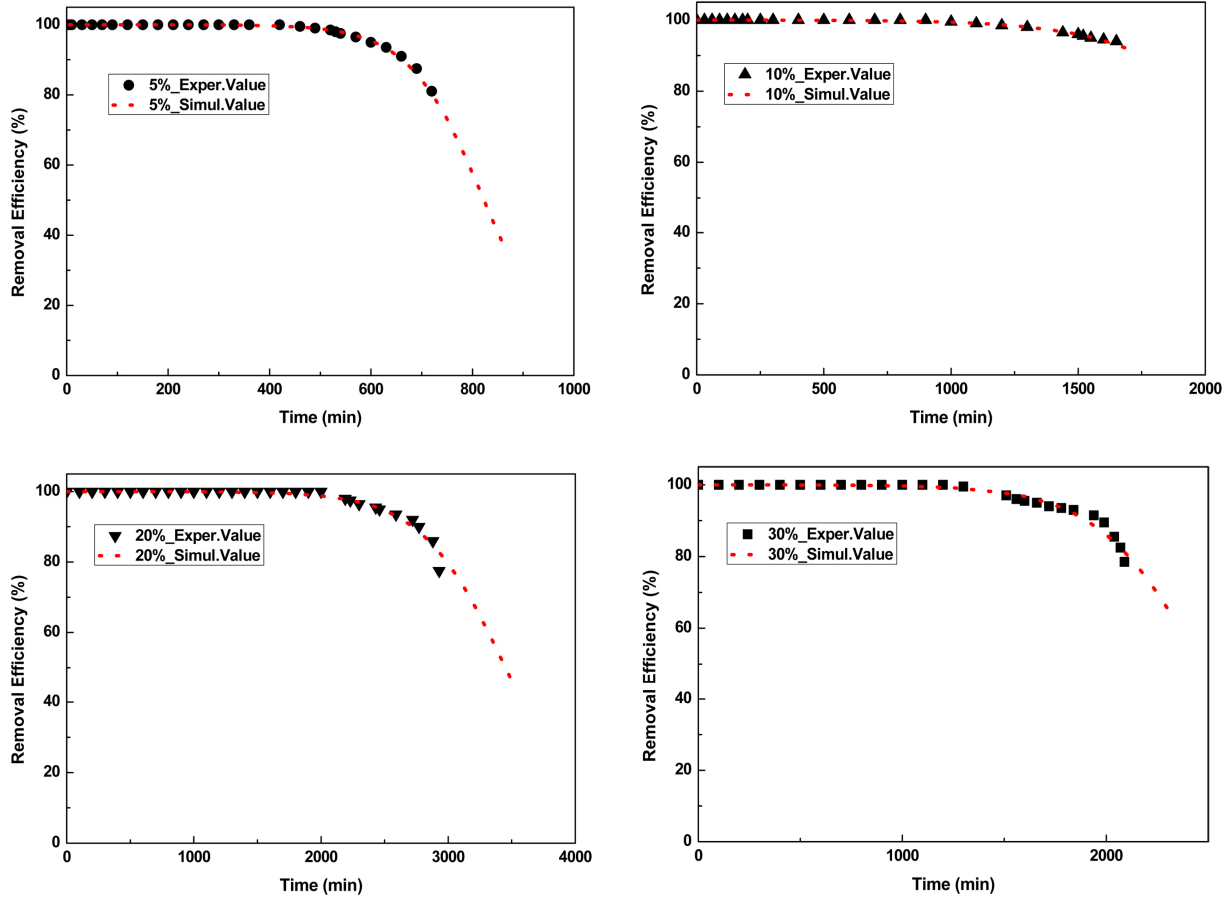 100
80
60
40
20
0
Removal Efficiency (%)
5%_Exper.Value
5%_Simul.Value
0 200 400 600 800 1000
Time (min)
100
80
60
40
20
0
Removal Efficiency (%)
10%_Exper.Value
10%_Simul.Value
0 500 1000 1500 2000
Time (min)
100
80
60
40
20
0
Removal Efficiency (%)
20%_Exper.Value
20%_Simul.Value
0 1000 2000 3000 4000
Time (min)
100
80
60
40
20
0
Removal Efficiency (%)
30%_Exper.Value
30%_Simul.Value
0 1000 2000
Time (min)